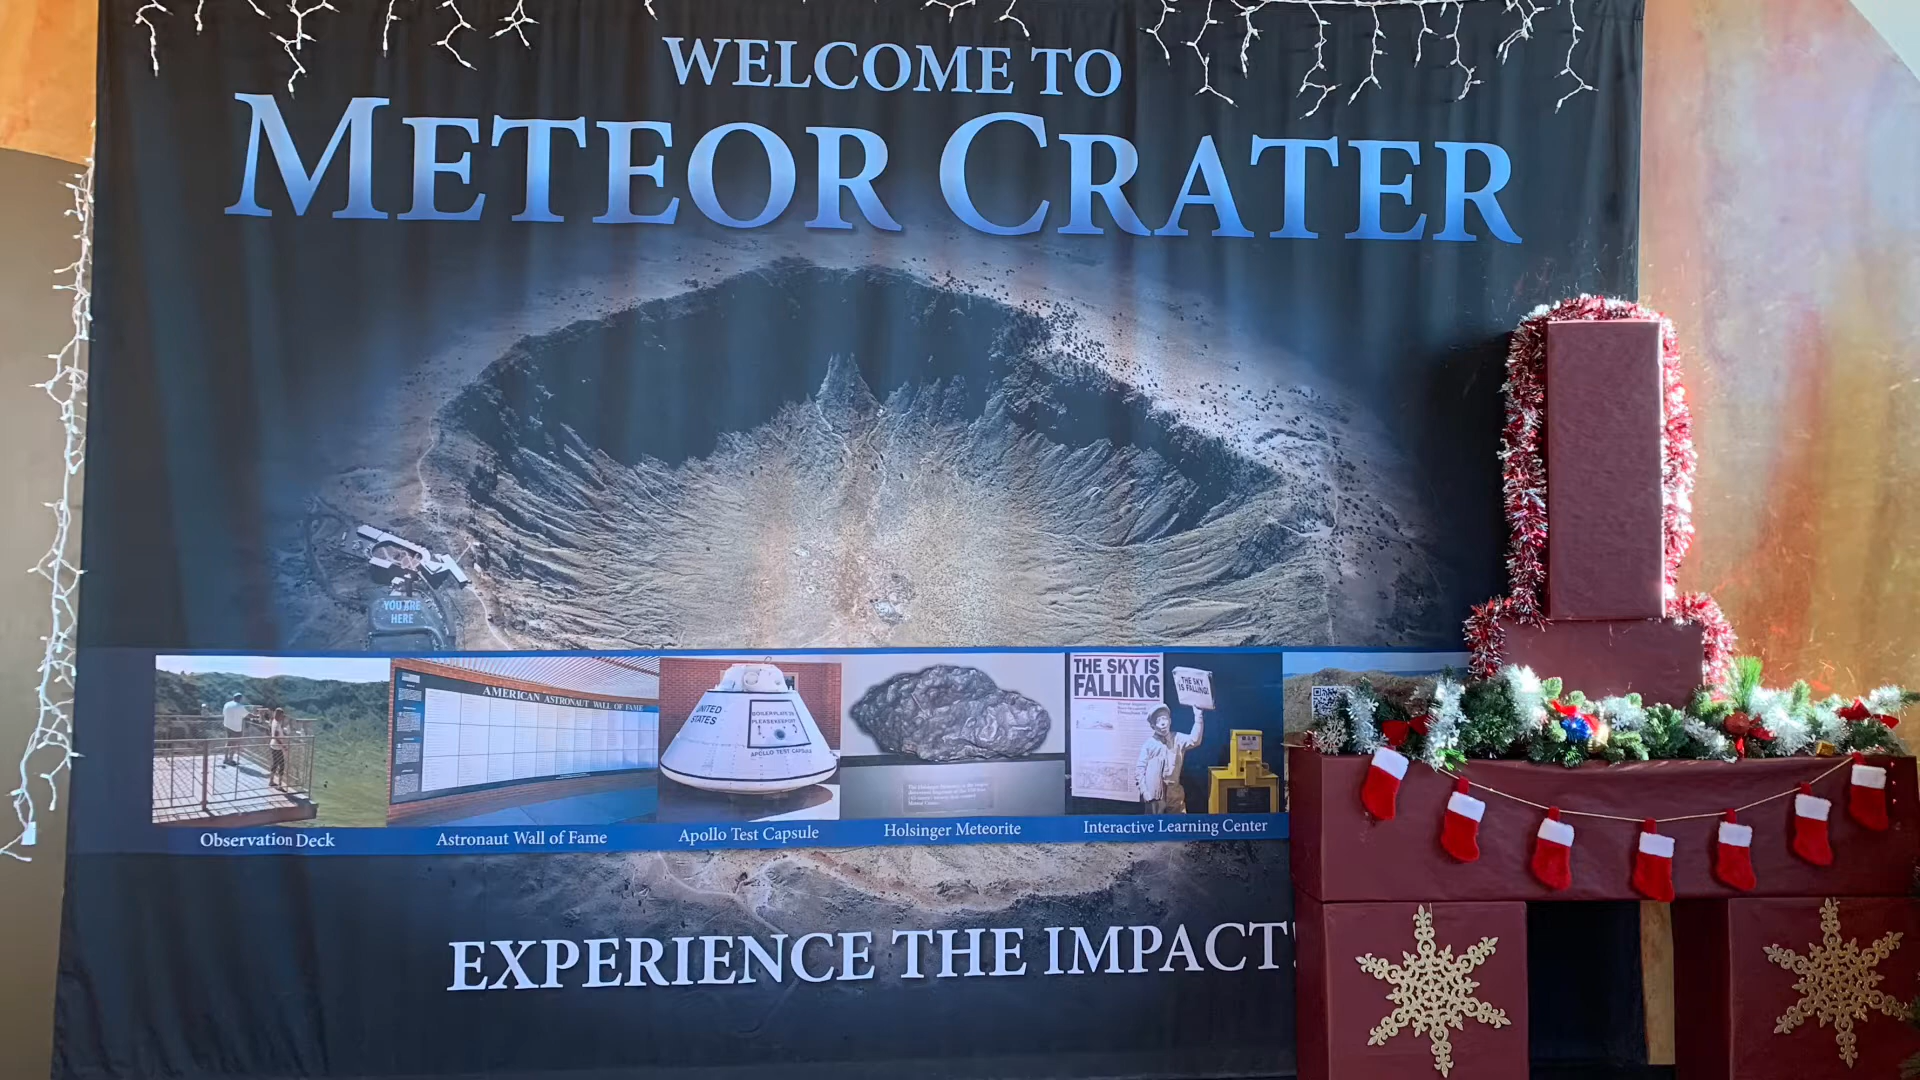 WELCOME TO
METEOR CRATER
YOU ARE
HERE
AMERICAN ASTRONAUT WALL OF FAME
UNITED
STATES
APOLLO TEST CAPSULE
THE SKY IS
FALLING
THE SKY
IS FALLING!
Observation Deck
Astronaut Wall of Fame
Apollo Test Capsule
Holsinger Meteorite
Interactive Learning Center
EXPERIENCE THE IMPACT!